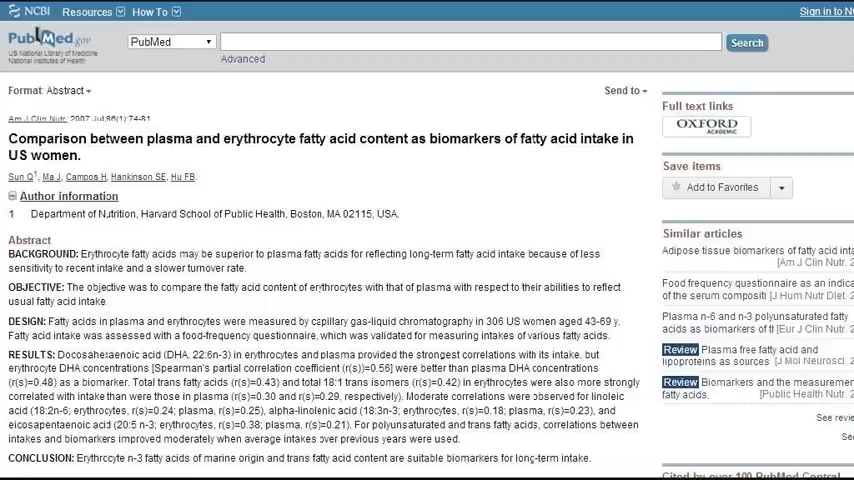 NCBI Resources How To Sign in to N
PubMed.gov
US National Library of Medicine
National Institutes of Health
PubMed
Search
Advanced
Format: Abstract
Send to
Am J Clin Nutr. 2007 Jul;86(1):74-81.
Comparison between plasma and erythrocyte fatty acid content as biomarkers of fatty acid intake in
US women.
Sun Q1, Ma J, Campos H, Hankinson SE, Hu FB.
Author information
1 Department of Nutrition, Harvard School of Public Health, Boston, MA 02115, USA.
Abstract
BACKGROUND: Erythrocyte fatty acids may be superior to plasma fatty acids for reflecting long-term fatty acid intake because of less
sensitivity to recent intake and a slower turnover rate.
OBJECTIVE: The objective was to compare the fatty acid content of erythrocytes with that of plasma with respect to their abilities to reflect
usual fatty acid intake.
DESIGN: Fatty acids in plasma and erythrocytes were measured by capillary gas-liquid chromatography in 306 US women aged 43-69 y.
Fatty acid intake was assessed with a food-frequency questionnaire, which was validated for measuring intakes of various fatty acids.
RESULTS: Docosahexaenoic acid (DHA, 22:6n-3) in erythrocytes and plasma provided the strongest correlations with its intake, but
erythrocyte DHA concentrations [Spearman's partial correlation coefficient (r(s))=0.56] were better than plasma DHA concentrations
(r(s)=0.48) as a biomarker. Total trans fatty acids (r(s)=0.43) and total 18:1 trans isomers (r(s)=0.42) in erythrocytes were also more strongly
correlated with intake than were those in plasma (r(s)=0.30 and r(s)=0.29, respectively). Moderate correlations were observed for linoleic
acid (18:2n-6; erythrocytes, r(s)=0.24; plasma, r(s)=0.25), alpha-linolenic acid (18:3n-3; erythrocytes, r(s)=0.18; plasma, r(s)=0.23), and
eicosapentaenoic acid (20:5 n-3; erythrocytes, r(s)=0.38; plasma, r(s)=0.21). For polyunsaturated and trans fatty acids, correlations between
intakes and biomarkers improved moderately when average intakes over previous years were used.
CONCLUSION: Erythrocyte n-3 fatty acids of marine origin and trans fatty acid content are suitable biomarkers for long-term intake.
Full text links
OXFORD
ACADEMIC
Save items
Add to Favorites
Similar articles
Adipose tissue biomarkers of fatty acid inta
[Am J Clin Nutr. 2
Food frequency questionnaire as an indica
of the serum compositi [J Hum Nutr Diet. 2
Plasma n-6 and n-3 polyunsaturated fatty
acids as biomarkers of tl [Eur J Clin Nutr. 2
Review Plasma free fatty acid and
lipoproteins as sources [J Mol Neurosci. 2
Review Biomarkers and the measuremen
fatty acids. [Public Health Nutr. 2
See revie
Se
Cited by over 100 PubMed Central